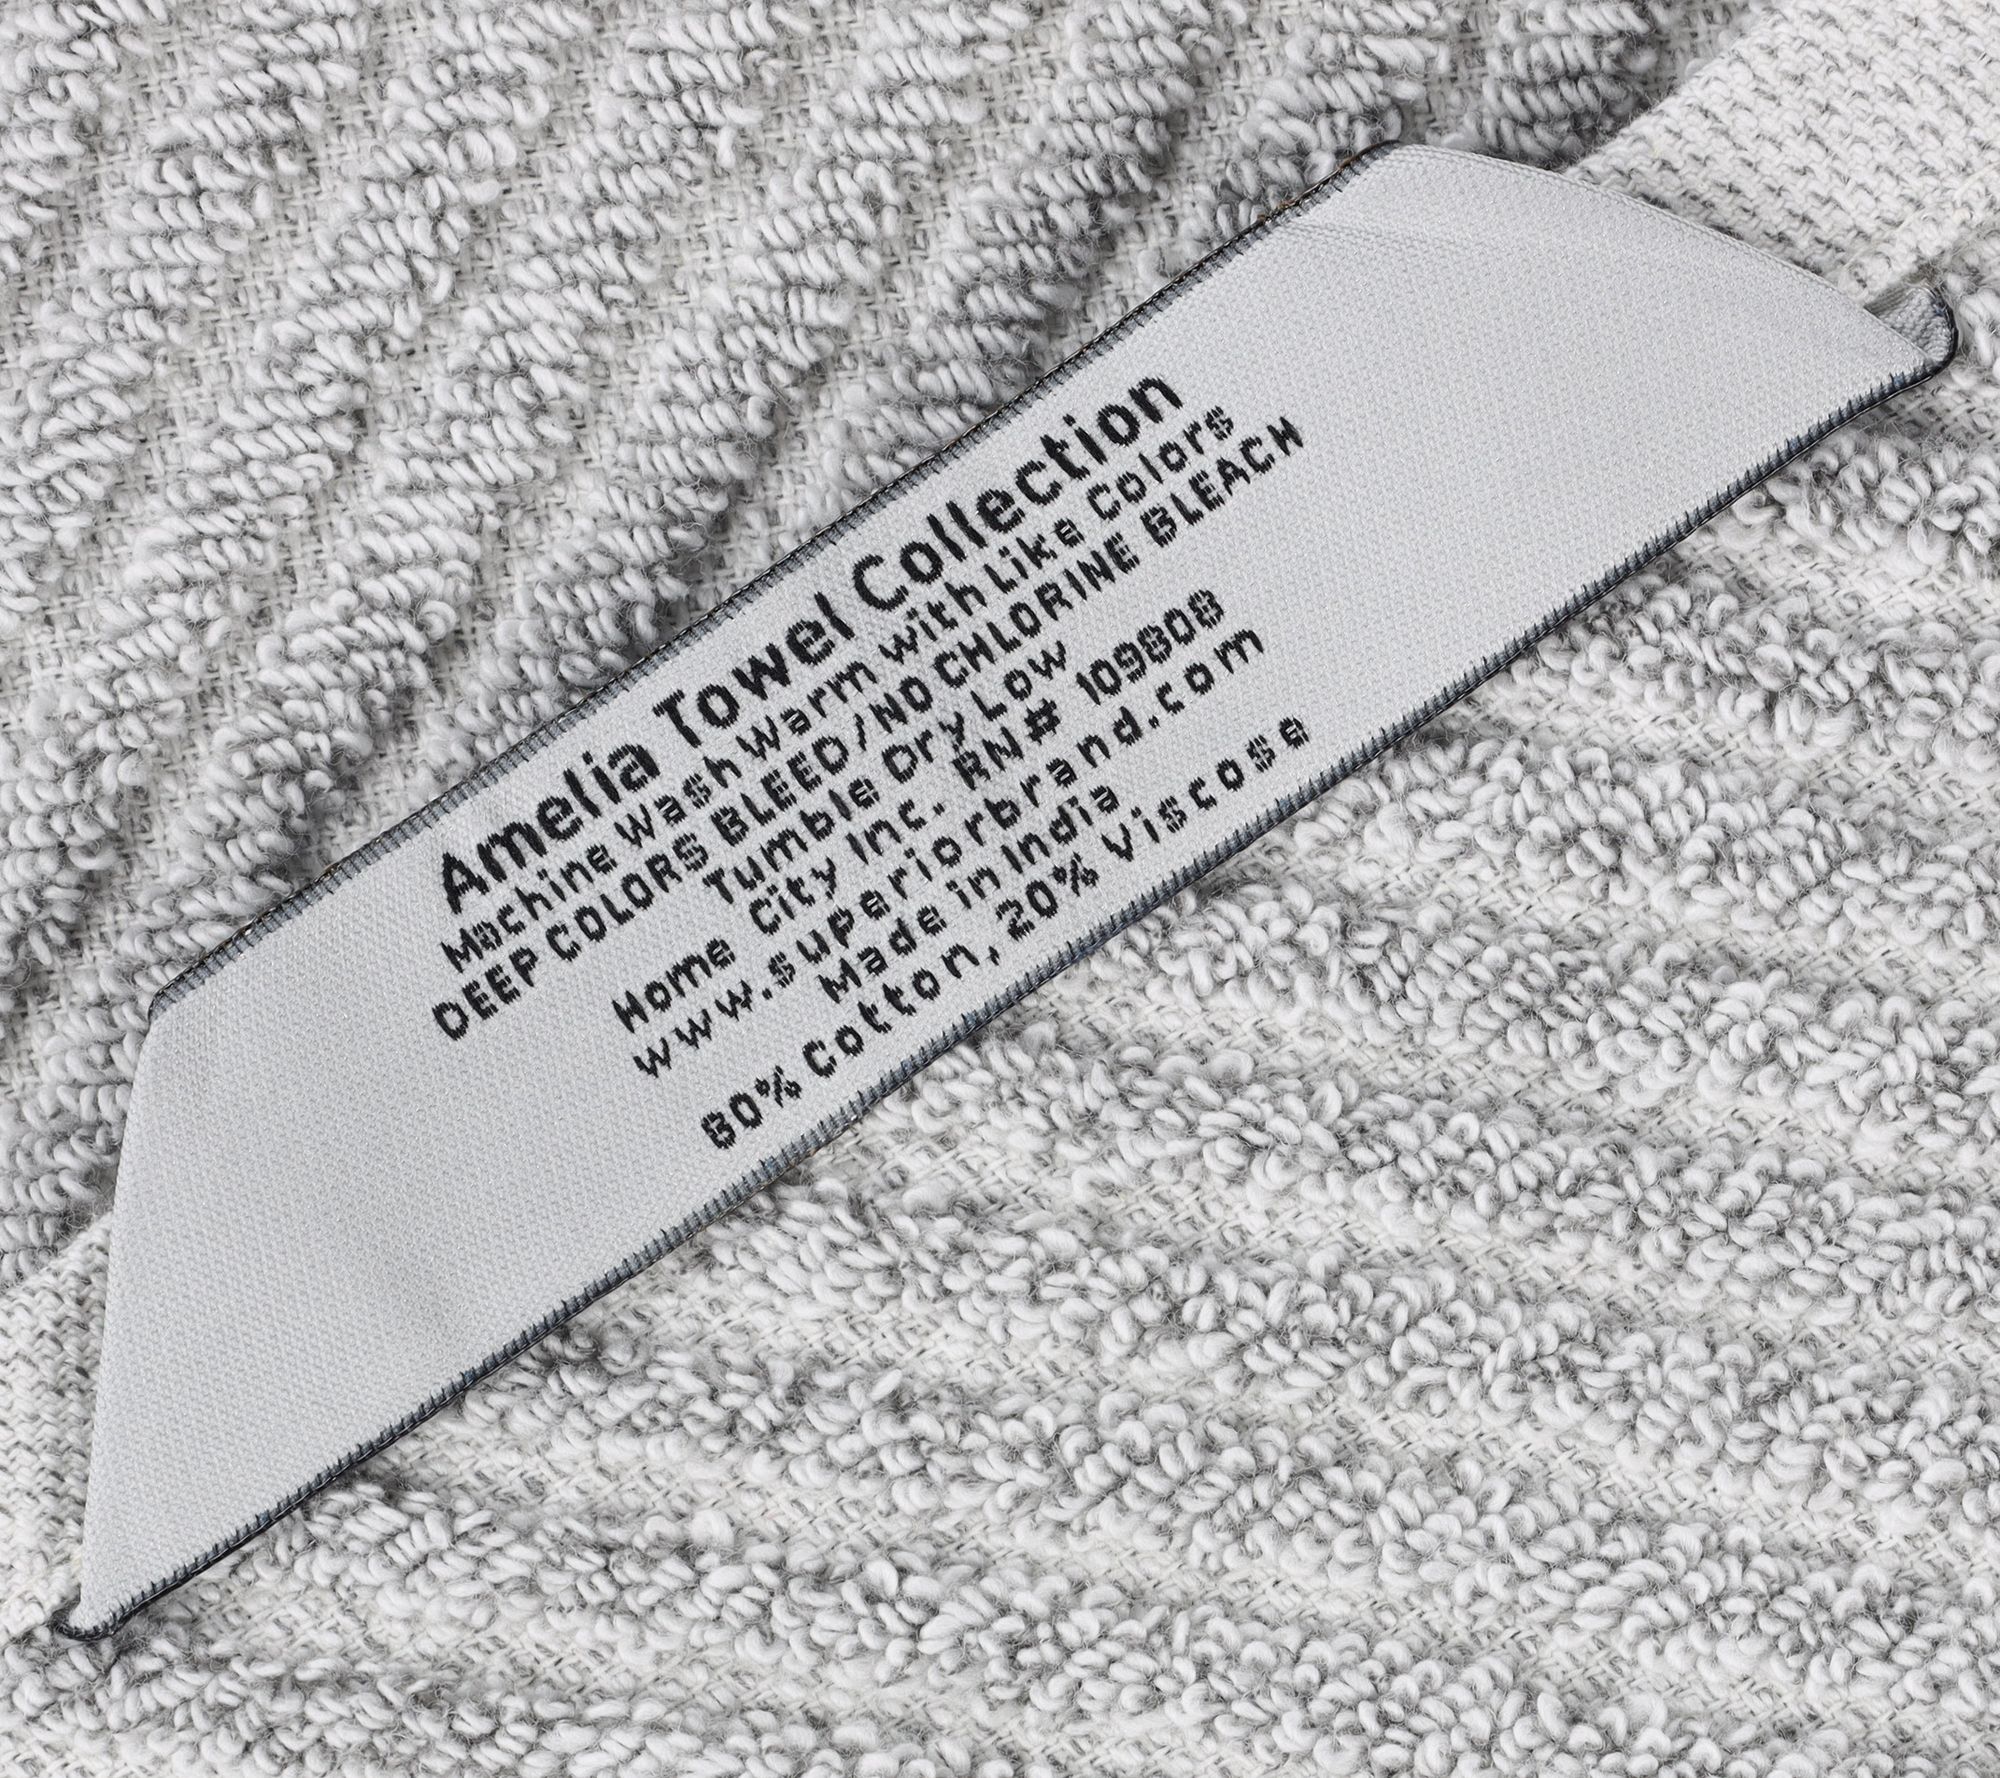 Amelia Towel Collection
Machine Wash Warm with Like Colors
DEEP COLORS BLEED/NO CHLORINE BLEACH
Tumble Dry Low
Home City Inc. RN# 109808
www.superiorbrand.com
Made in India
80% Cotton, 20% Viscose